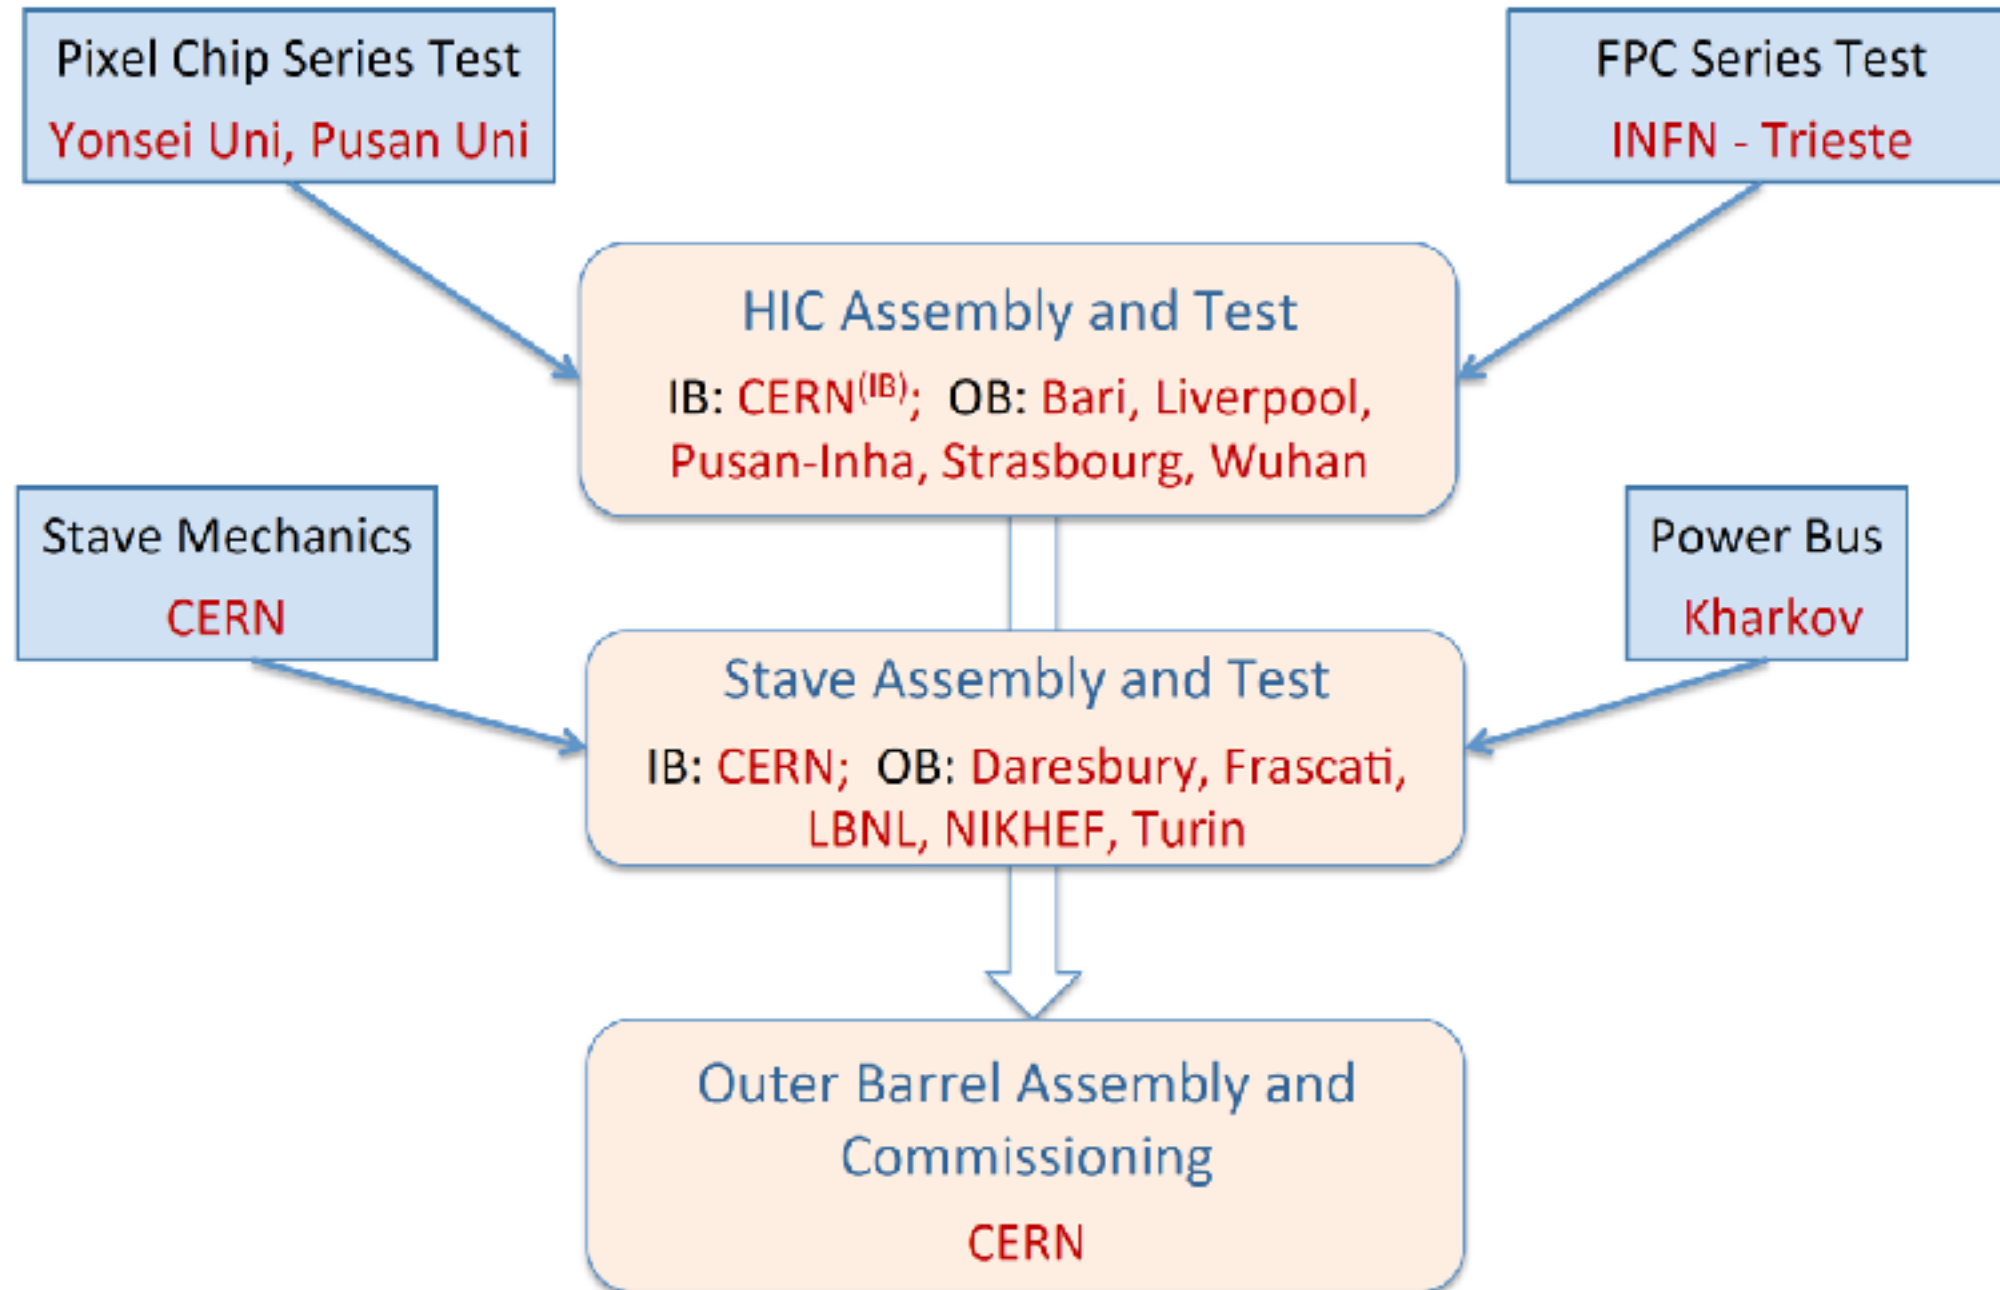 Pixel Chip Series Test
Yonsei Uni, Pusan Uni
FPC Series Test
INFN - Trieste
HIC Assembly and Test
IB: CERN(IB); OB: Bari, Liverpool,
Pusan-Inha, Strasbourg, Wuhan
Stave Mechanics
CERN
Power Bus
Kharkov
Stave Assembly and Test
IB: CERN; OB: Daresbury, Frascati,
LBNL, NIKHEF, Turin
Outer Barrel Assembly and
Commissioning
CERN